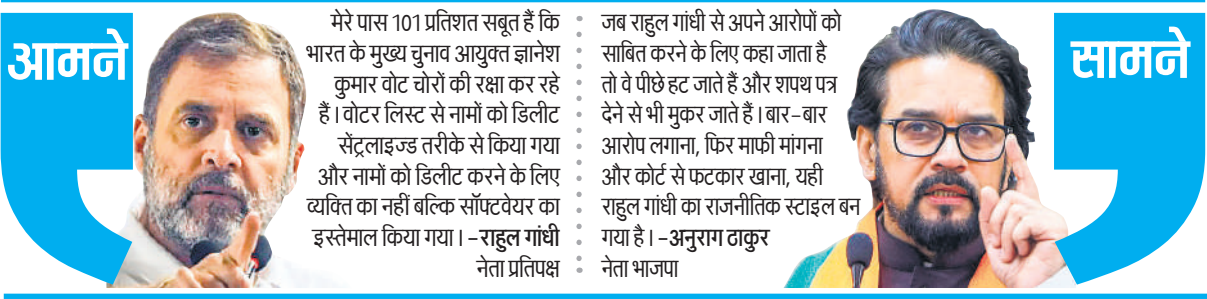 आमने
मेरे पास 101 प्रतिशत सबूत हैं कि
भारत के मुख्य चुनाव आयुक्त ज्ञानेश
कुमार वोट चोरों की रक्षा कर रहे
हैं। वोटर लिस्ट से नामों को डिलीट
सेंट्रलाइज्ड तरीके से किया गया
और नामों को डिलीट करने के लिए
व्यक्ति का नहीं बल्कि सॉफ्टवेयर का
इस्तेमाल किया गया। -राहुल गांधी
नेता प्रतिपक्ष
जब राहुल गांधी से अपने आरोपों को
साबित करने के लिए कहा जाता है
तो वे पीछे हट जाते हैं और शपथ पत्र
देने से भी मुकर जाते हैं। बार-बार
आरोप लगाना, फिर माफी मांगना
और कोर्ट से फटकार खाना, यही
राहुल गांधी का राजनीतिक स्टाइल बन
गया है। -अनुराग ठाकुर
नेता भाजपा
सामने